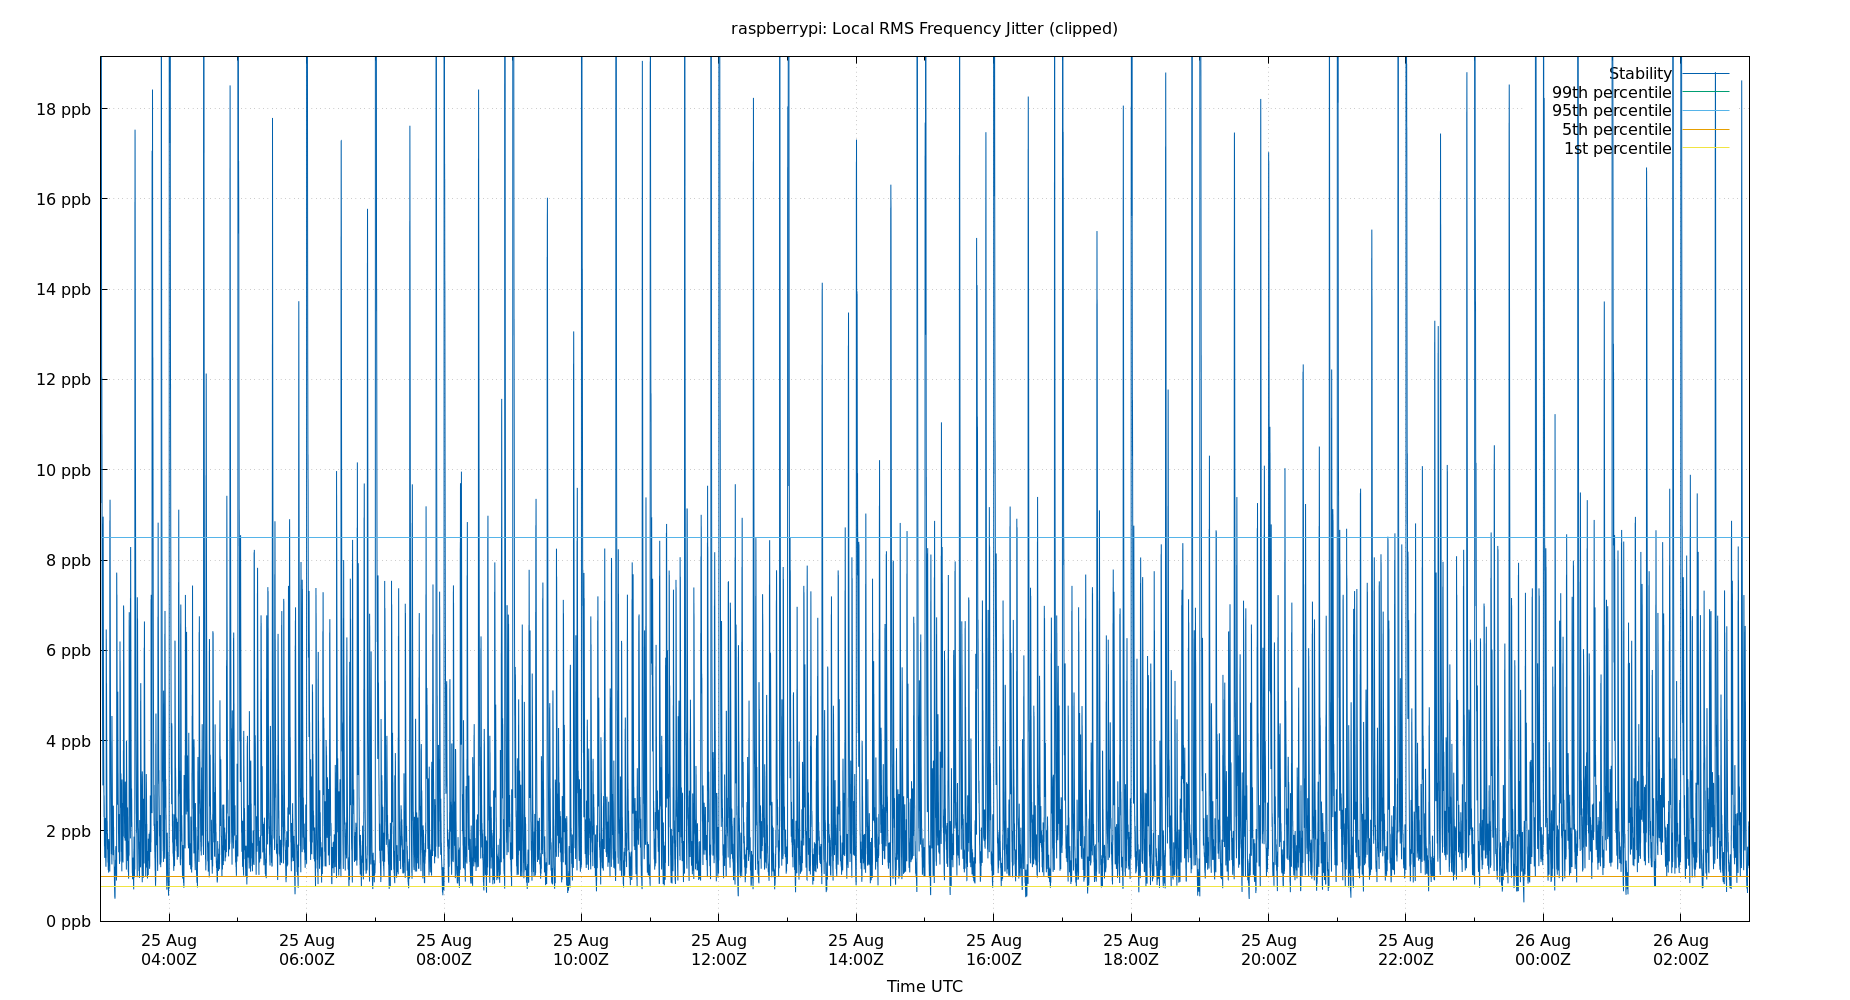 raspberrypi: Local RMS Frequency Jitter (clipped)
Stability
99th percentile
95th percentile
5th percentile
1st percentile
18 ppb
16 ppb
14 ppb
12 ppb
10 ppb
8 ppb
6 ppb
4 ppb
2 ppb
0 ppb
25 Aug 25 Aug 25 Aug 25 Aug 25 Aug 25 Aug 25 Aug 25 Aug 25 Aug 25 Aug 26 Aug 26 Aug
04:00Z 06:00Z 08:00Z 10:00Z 12:00Z 14:00Z 16:00Z 18:00Z 20:00Z 22:00Z 00:00Z 02:00Z
Time UTC